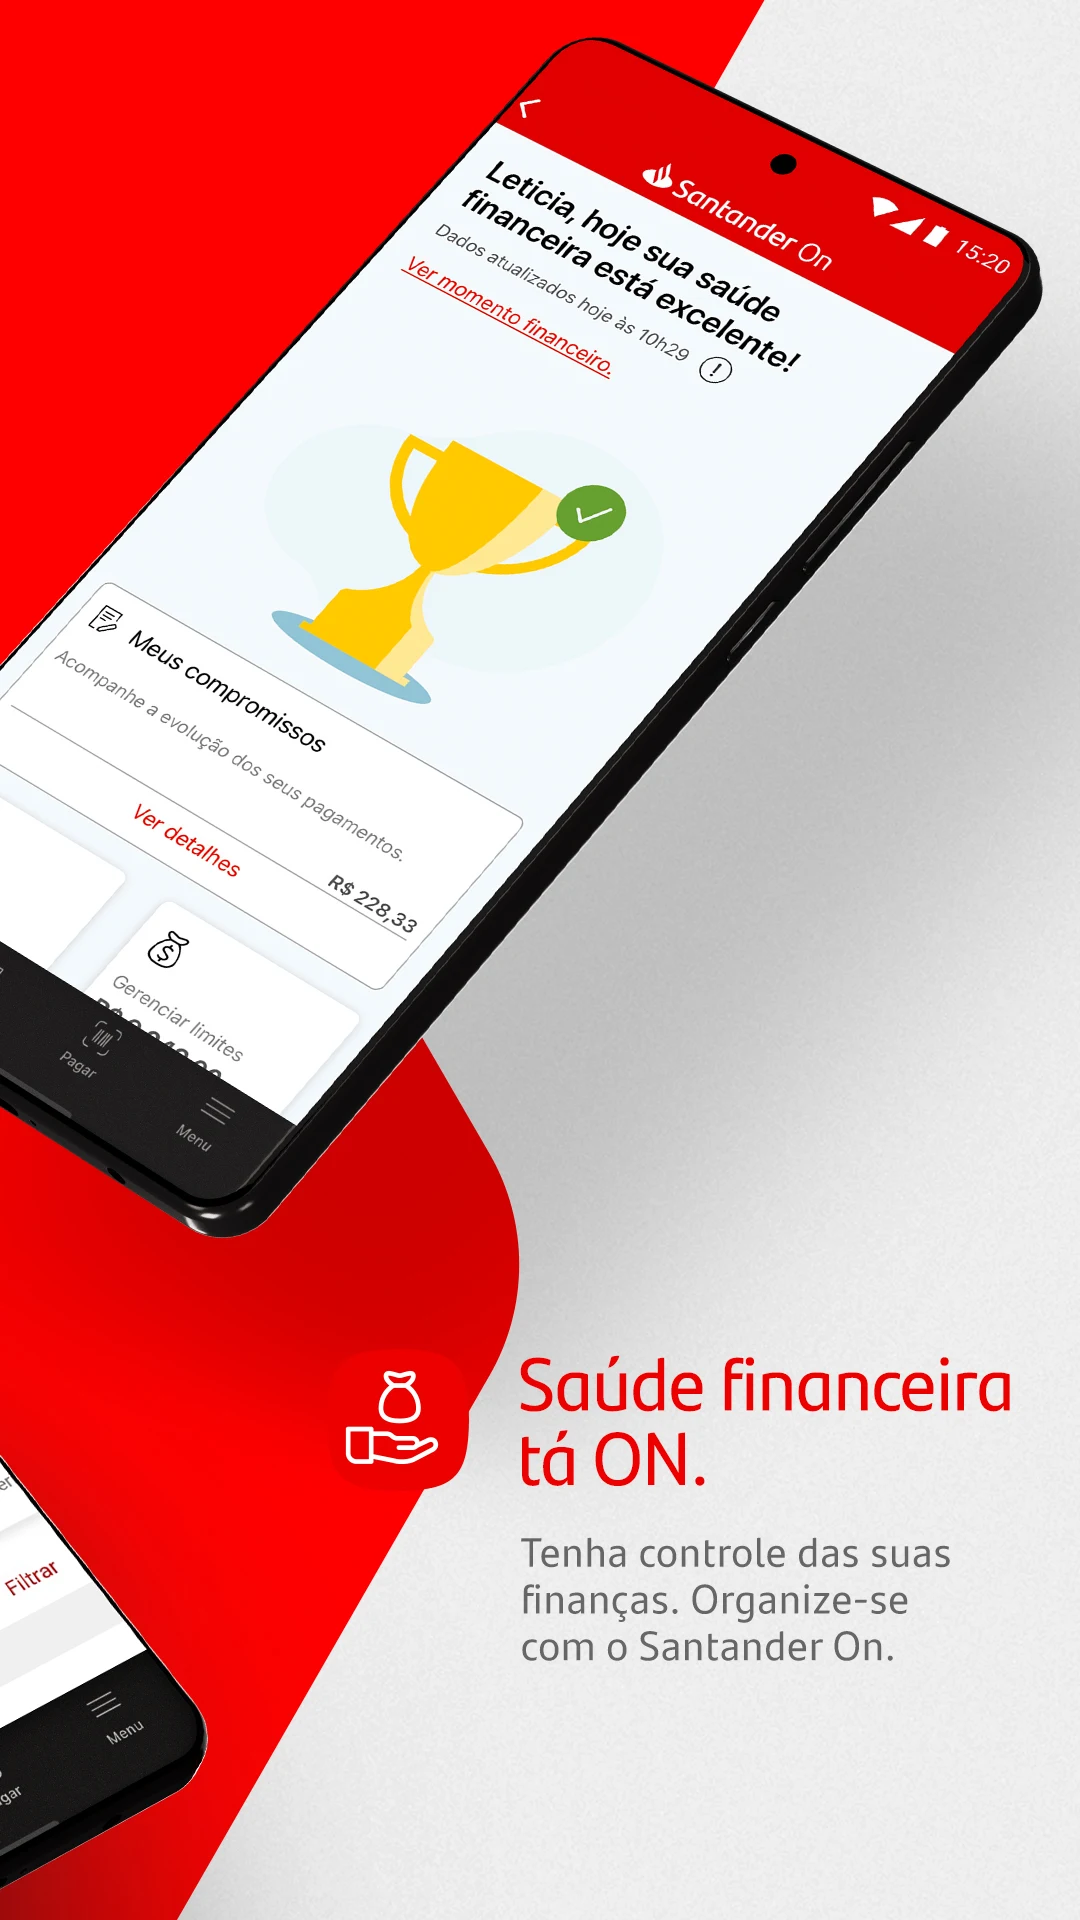 Santander On
15:20
Leticia, hoje sua saúde
financeira está excelente!
Dados atualizados hoje às 10h29
Ver momento financeiro.
Meus compromissos
Acompanhe a evolução dos seus pagamentos.
R$ 228,33
Ver detalhes
Gerenciar limites
Pagar
Menu
Saúde financeira
tá ON.
Tenha controle das suas
finanças. Organize-se
com o Santander On.
Filtrar
Menu